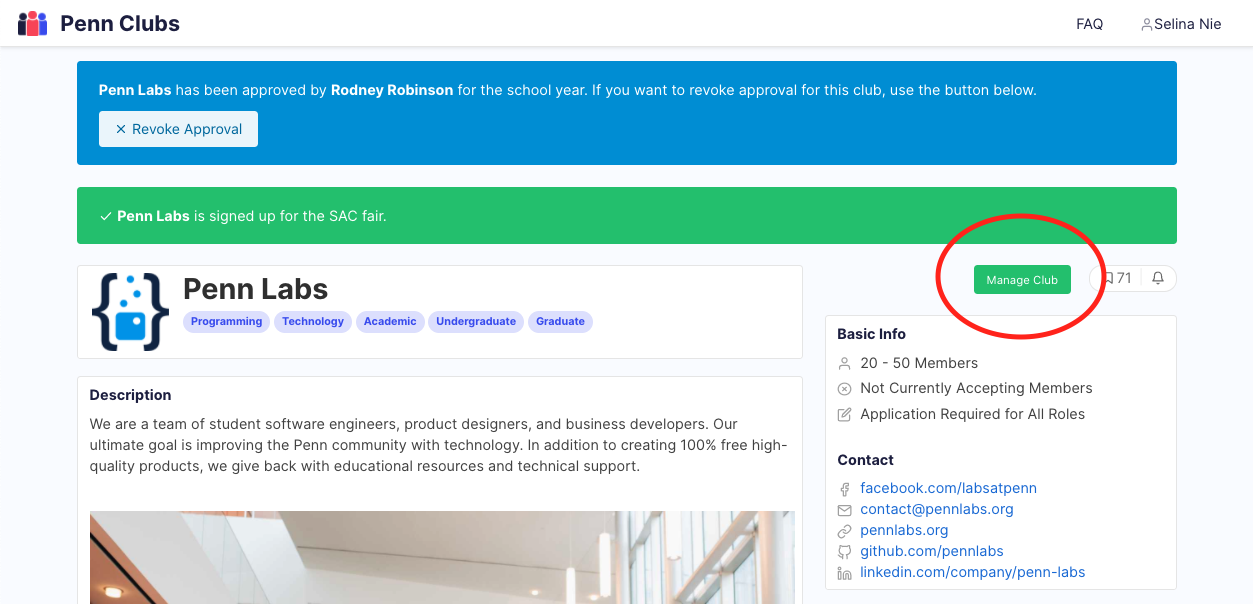 Penn Clubs
FAQ
Selina Nie
Penn Labs has been approved by Rodney Robinson for the school year. If you want to revoke approval for this club, use the button below.
Revoke Approval
Penn Labs is signed up for the SAC fair.
Penn Labs
Programming Technology Academic Undergraduate Graduate
Manage Club
71
Description
We are a team of student software engineers, product designers, and business developers. Our
ultimate goal is improving the Penn community with technology. In addition to creating 100% free high-
quality products, we give back with educational resources and technical support.
Basic Info
20 - 50 Members
Not Currently Accepting Members
Application Required for All Roles
Contact
facebook.com/labsatpenn
contact@pennlabs.org
pennlabs.org
github.com/pennlabs
linkedin.com/company/penn-labs